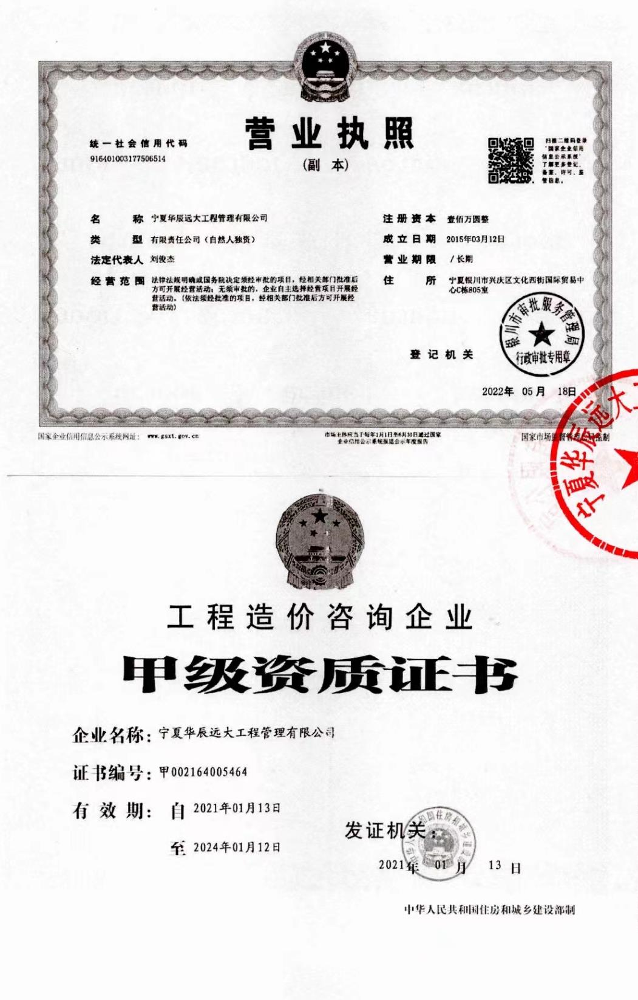 营业执照
（副 本）
统一社会信用代码
916401003177506514
扫描二维码登录
'国家企业信用
信息公示系统'
了解更多登记、
备案、许可、监
管信息。
名 称 宁夏华辰远大工程管理有限公司
类 型 有限责任公司（自然人独资）
法定代表人 刘俊杰
经营范围 法律法规明确或国务院决定须经审批的项目，经相关部门批准后
方可开展经营活动；无须审批的，企业自主选择经营项目开展经
营活动。（依法须经批准的项目，经相关部门批准后方可开展经
营活动）
注册资本 壹佰万圆整
成立日期 2015年03月12日
营业期限 / 长期
住 所 宁夏银川市兴庆区文化西街国际贸易中
心C栋805室
登记机关
银川市审批服务管理局
行政审批专用章
2022年 05月 18日
国家企业信用信息公示系统网址： www.gsxt.gov.cn
市场主体应当于每年1月1日至6月30日通过国家
企业信用公示系统报送公示年度报告
国家市场监督管理总局监制
宁夏华辰远大工
工程造价咨询企业
甲级资质证书
企业名称：宁夏华辰远大工程管理有限公司
证书编号：甲002164005464
有效期： 自 2021年01月13日
至 2024年01月12日
发证机关：
2021年 01月 13日
中华人民共和国住房和城乡建设部制